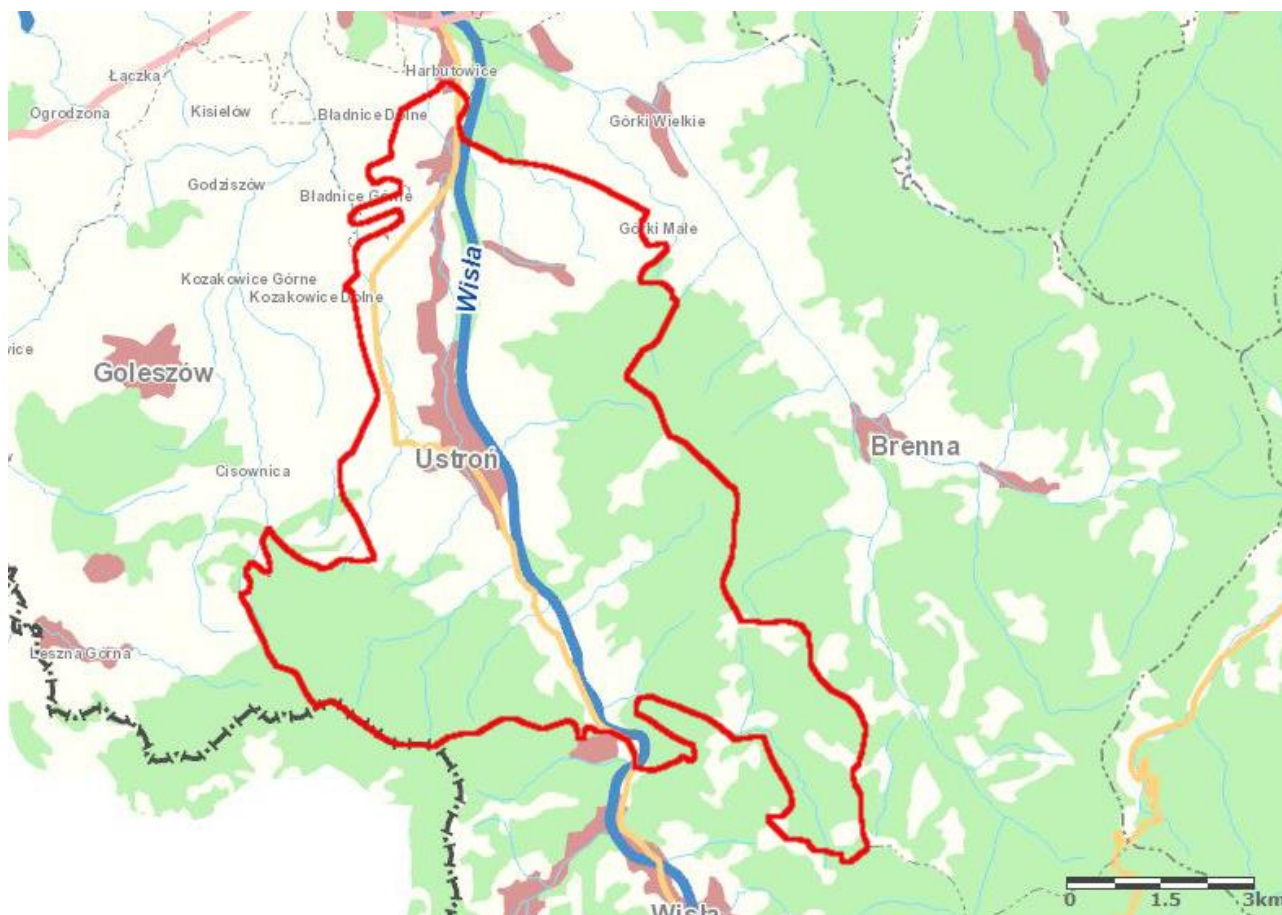 Harbutowice
Łączka
Ogrodzona
Kisielów
Bładnice Dolne
Górki Wielkie
Godziszów
Bładnice Górne
Górki Małe
Wisła
Kozakowice Górne
Kozakowice Dolne
ice
Goleszów
Brenna
Ustroń
Cisownica
Leszna Górna
0 1.5 3km
Wisła